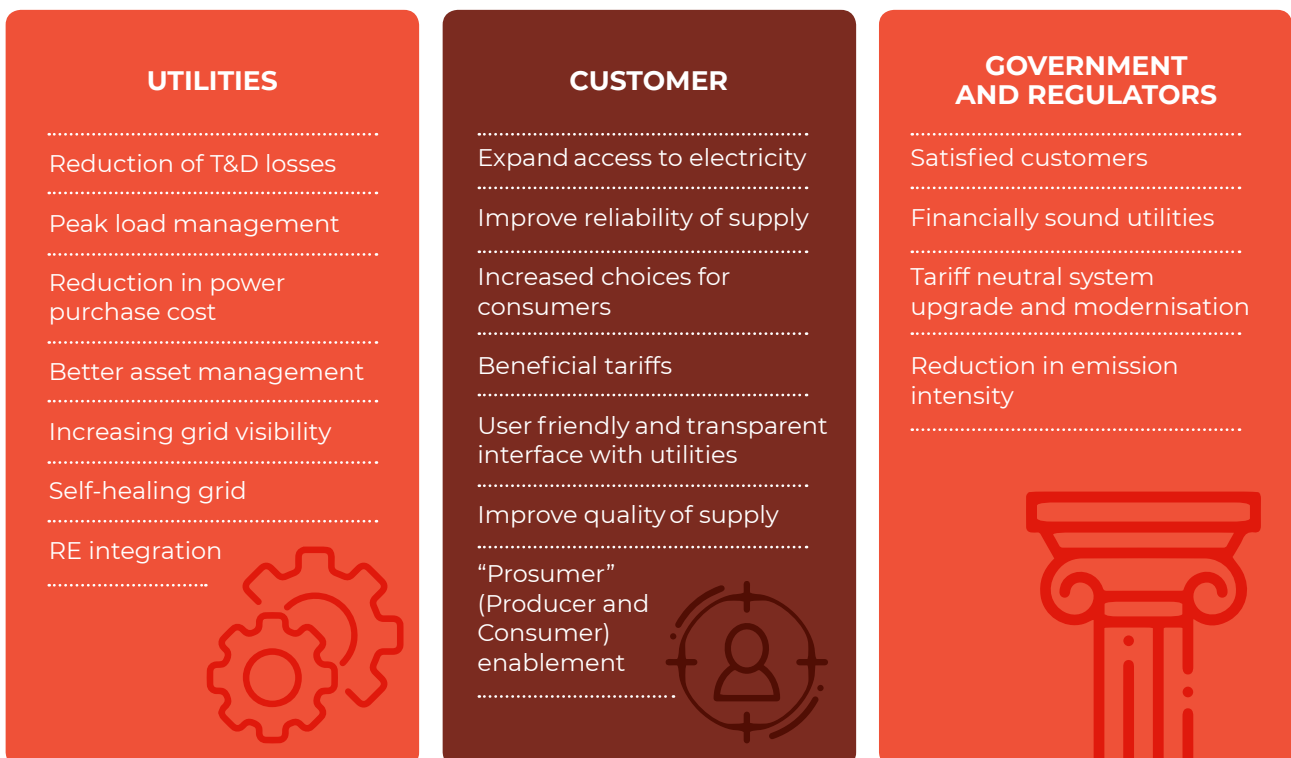 UTILITIES
Reduction of T&D losses
Peak load management
Reduction in power
purchase cost
Better asset management
Increasing grid visibility
Self-healing grid
RE integration
CUSTOMER
Expand access to electricity
Improve reliability of supply
Increased choices for
consumers
Beneficial tariffs
User friendly and transparent
interface with utilities
Improve quality of supply
“Prosumer”
(Producer and
Consumer)
enablement
GOVERNMENT
AND REGULATORS
Satisfied customers
Financially sound utilities
Tariff neutral system
upgrade and modernisation
Reduction in emission
intensity